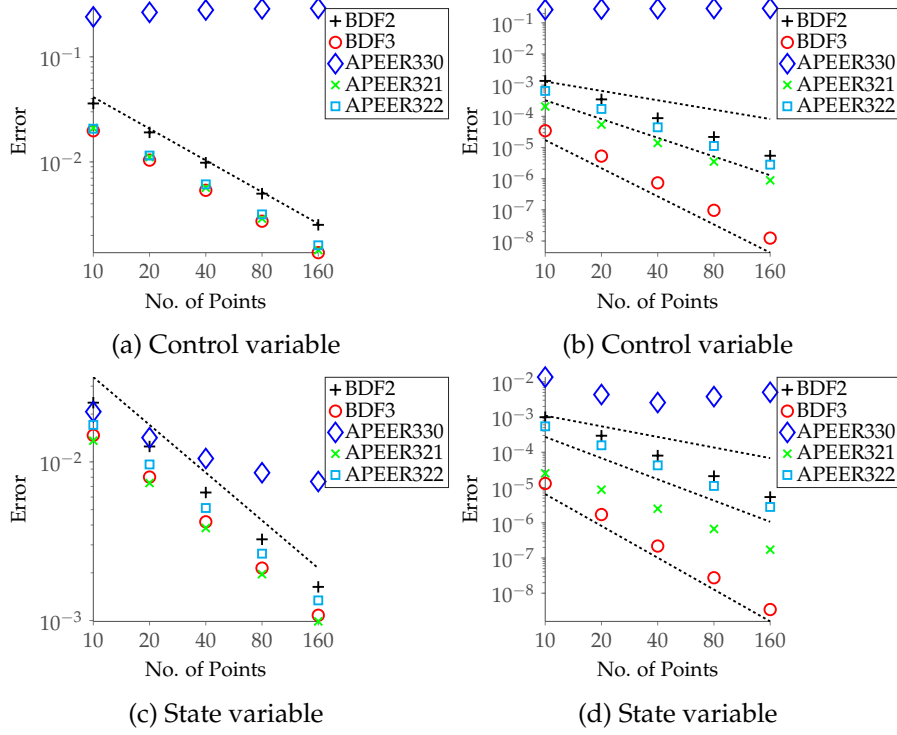 10^{-1}
10^{-2}
Error
10 20 40 80 160
No. of Points
BDF2
BDF3
APEER330
APEER321
APEER322
(a) Control variable
10^{-1}
10^{-2}
10^{-3}
10^{-4}
10^{-5}
10^{-6}
10^{-7}
10^{-8}
Error
10 20 40 80 160
No. of Points
BDF2
BDF3
APEER330
APEER321
APEER322
(b) Control variable
10^{-2}
10^{-3}
Error
10 20 40 80 160
No. of Points
BDF2
BDF3
APEER330
APEER321
APEER322
(c) State variable
10^{-2}
10^{-3}
10^{-4}
10^{-5}
10^{-6}
10^{-7}
10^{-8}
Error
10 20 40 80 160
No. of Points
BDF2
BDF3
APEER330
APEER321
APEER322
(d) State variable